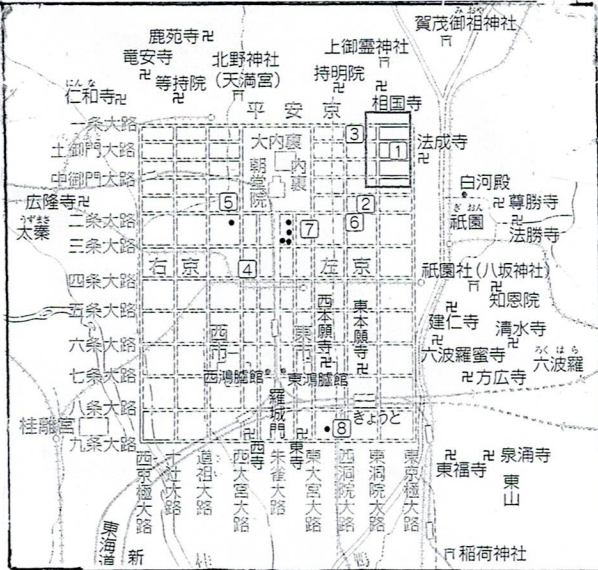 賀茂御祖神社
みおや
鹿苑寺
竜安寺
等持院
仁和寺
にんな
北野神社
(天満宮)
上御霊神社
持明院
相国寺
平安京
一条大路
土御門大路
中御門大路
二条大路
三条大路
四条大路
五条大路
六条大路
七条大路
八条大路
九条大路
大内裏
朝堂院
内裏
法成寺
広隆寺
うずまさ
太秦
白河殿
尊勝寺
ぎおん
祇園
法勝寺
右京
左京
祇園社(八坂神社)
知恩院
建仁寺
清水寺
六波羅蜜寺
ろくはら
六波羅
方広寺
西本願寺
東本願寺
西市
東市
西鴻臚館
東鴻臚館
羅城門
きょうと
桂離宮
西寺
東寺
東福寺
泉涌寺
東山
稲荷神社
西京極大路
木辻大路
道祖大路
西大宮大路
朱雀大路
東大宮大路
西洞院大路
東洞院大路
東京極大路
東海道
新
桂
鴨
1
2
3
4
5
6
7
8